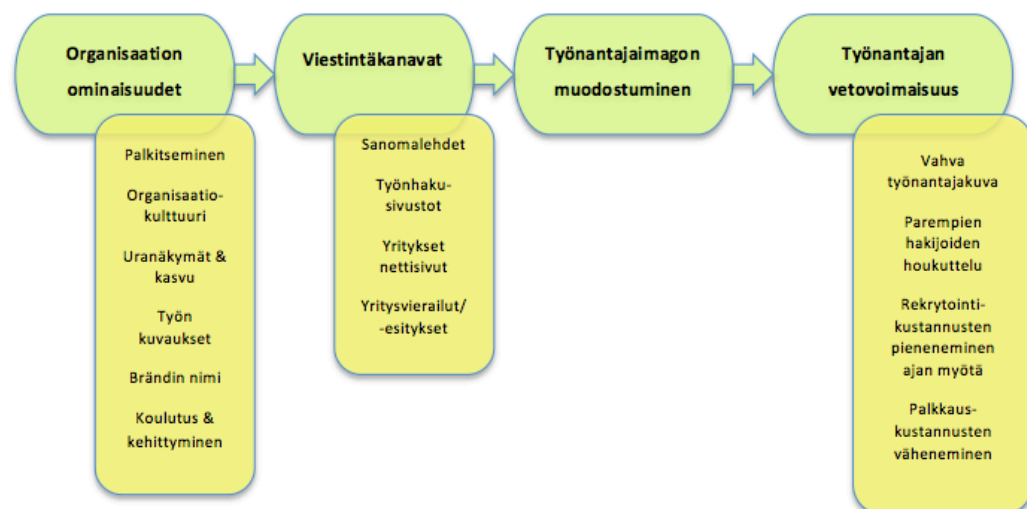 Organisaation
ominaisuudet
Palkitseminen
Organisaatio-
kulttuuri
Uranäkymät &
kasvu
Työn
kuvaukset
Brändin nimi
Koulutus &
kehittyminen
Viestintäkanavat
Sanomalehdet
Työnhaku-
sivustot
Yritykset
nettisivut
Yritysvierailut/
-esitykset
Työnantajaimagon
muodostuminen
Työnantajan
vetovoimaisuus
Vahva
työnantajakuva
Parempien
hakijoiden
houkuttelu
Rekrytointi-
kustannusten
pieneneminen
ajan myötä
Palkkaus-
kustannusten
väheneminen